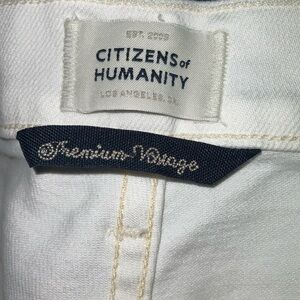 EST. 2003
CITIZENS of
HUMANITY
LOS ANGELES, CA.
Premium Vintage